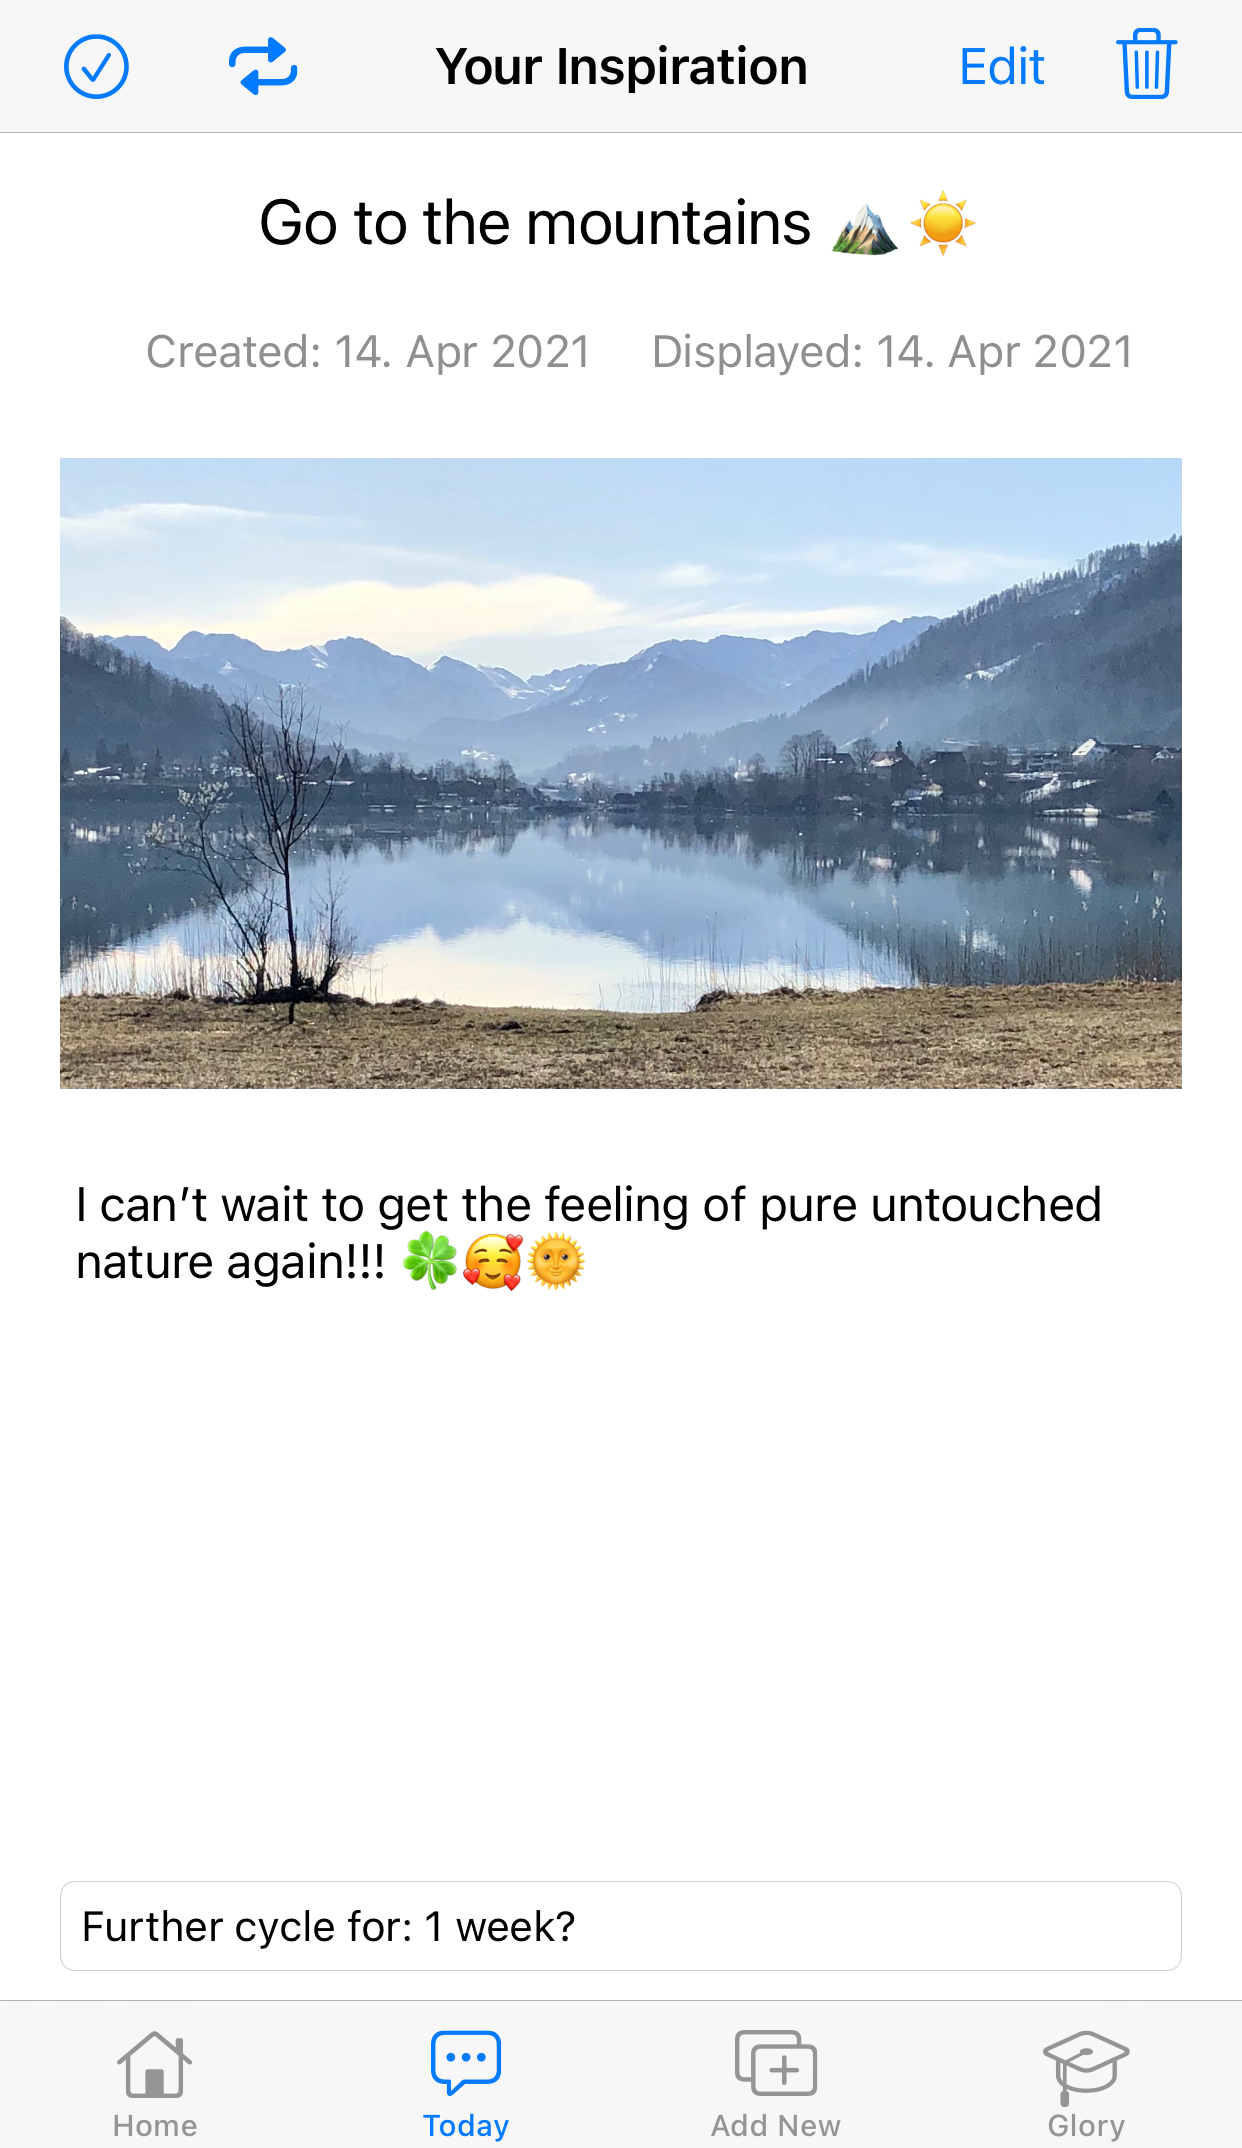 Your Inspiration Edit
Go to the mountains 🏔️ ☀️
Created: 14. Apr 2021 Displayed: 14. Apr 2021
I can’t wait to get the feeling of pure untouched
nature again!!! 🍀🥰🌞
Further cycle for: 1 week?
Home Today Add New Glory